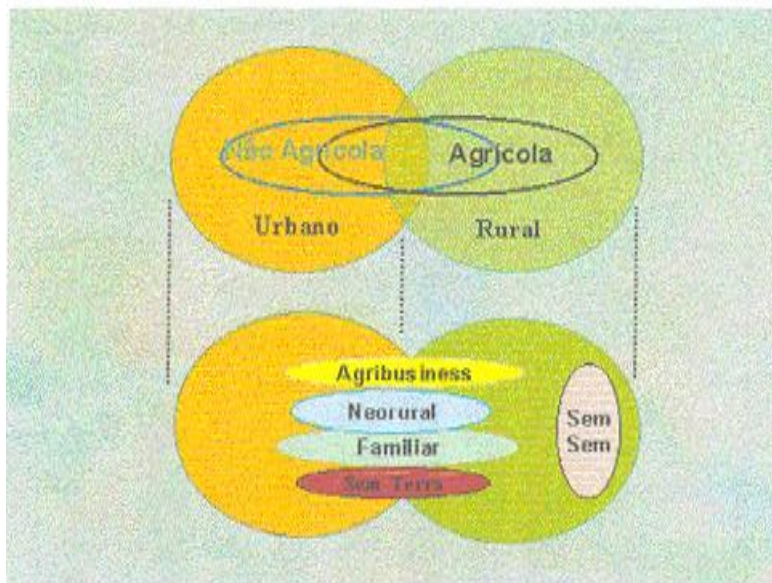 Não Agrícola
Agrícola
Urbano
Rural
Agribusiness
Neorural
Familiar
Sem Terra
Sem
Sem